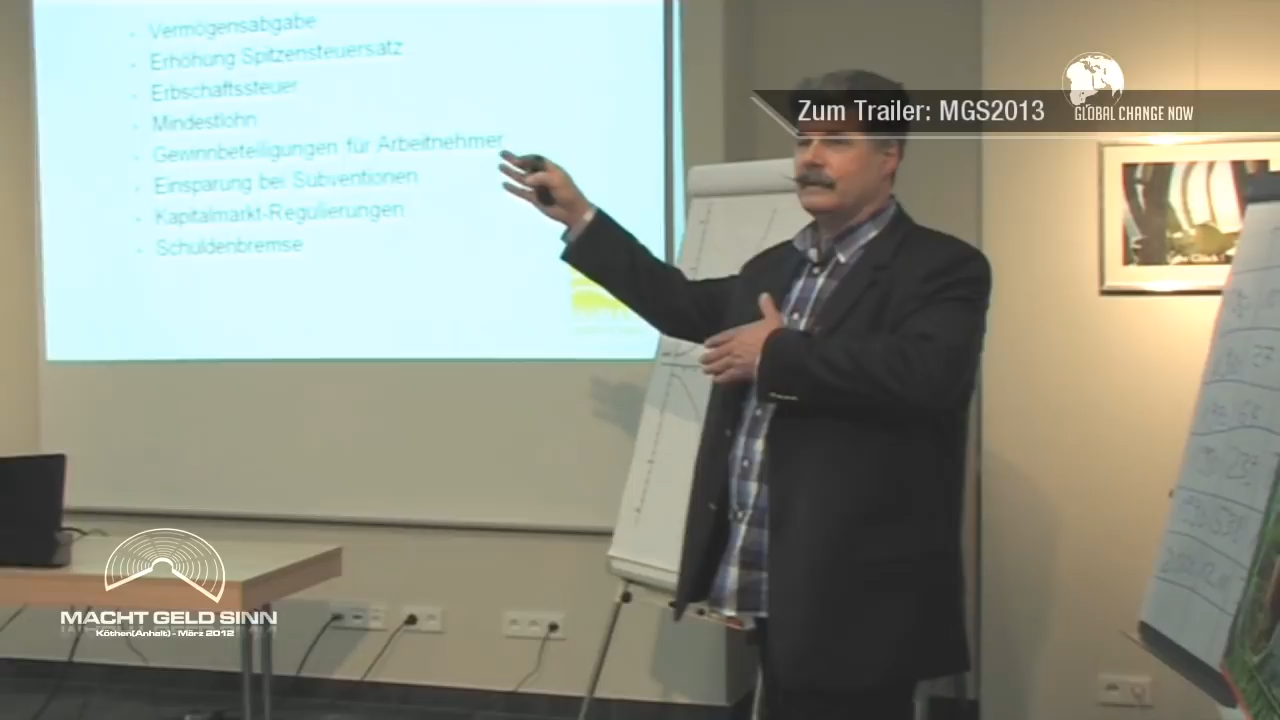 Vermögensabgabe
Erhöhung Spitzensteuersatz
Erbschaftssteuer
Mindestlohn
Gewinnbeteiligungen für Arbeitnehmer
Einsparung bei Subventionen
Kapitalmarkt-Regulierungen
Schuldenbremse
Zum Trailer: MGS2013
GLOBAL CHANGE NOW
MACHT GELD SINN
Köthen(Anhalt) - März 2012